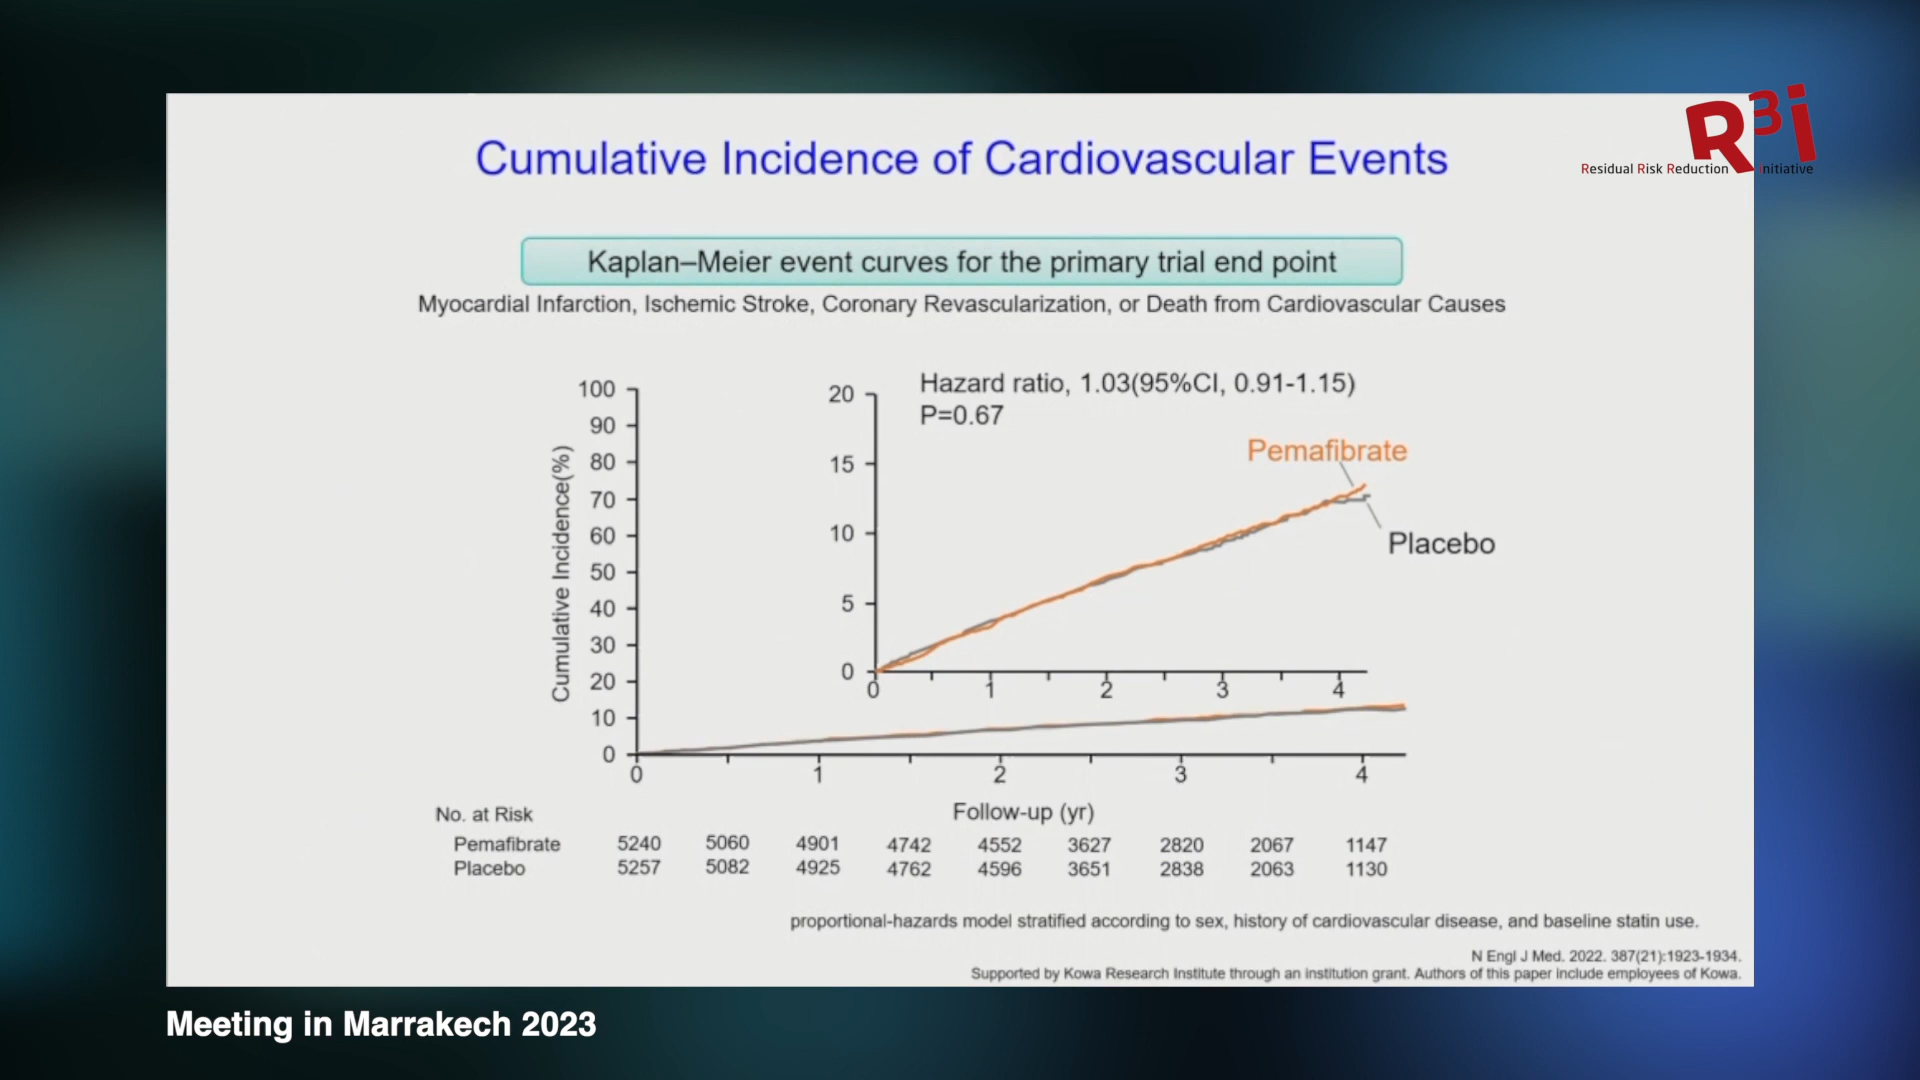 R3i
Residual Risk Reduction initiative
Cumulative Incidence of Cardiovascular Events
Kaplan–Meier event curves for the primary trial end point
Myocardial Infarction, Ischemic Stroke, Coronary Revascularization, or Death from Cardiovascular Causes
Cumulative Incidence(%)
100
90
80
70
60
50
40
30
20
10
0
0 1 2 3 4
Follow-up (yr)
20
15
10
5
0
0 1 2 3 4
Hazard ratio, 1.03(95%CI, 0.91-1.15)
P=0.67
Pemafibrate
Placebo
No. at Risk
Pemafibrate 5240 5060 4901 4742 4552 3627 2820 2067 1147
Placebo 5257 5082 4925 4762 4596 3651 2838 2063 1130
proportional-hazards model stratified according to sex, history of cardiovascular disease, and baseline statin use.
N Engl J Med. 2022. 387(21):1923-1934.
Supported by Kowa Research Institute through an institution grant. Authors of this paper include employees of Kowa.
Meeting in Marrakech 2023